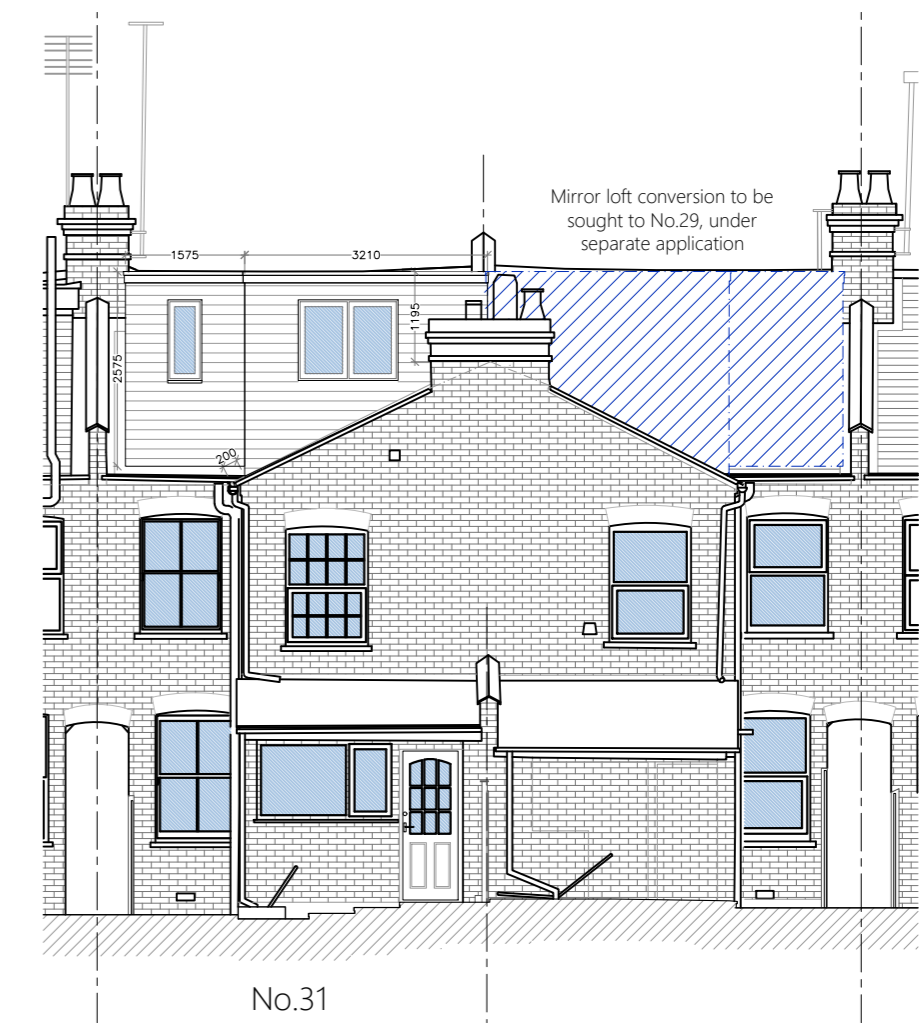 Mirror loft conversion to be
sought to No.29, under
separate application
1575
3210
1195
2575
200
No.31